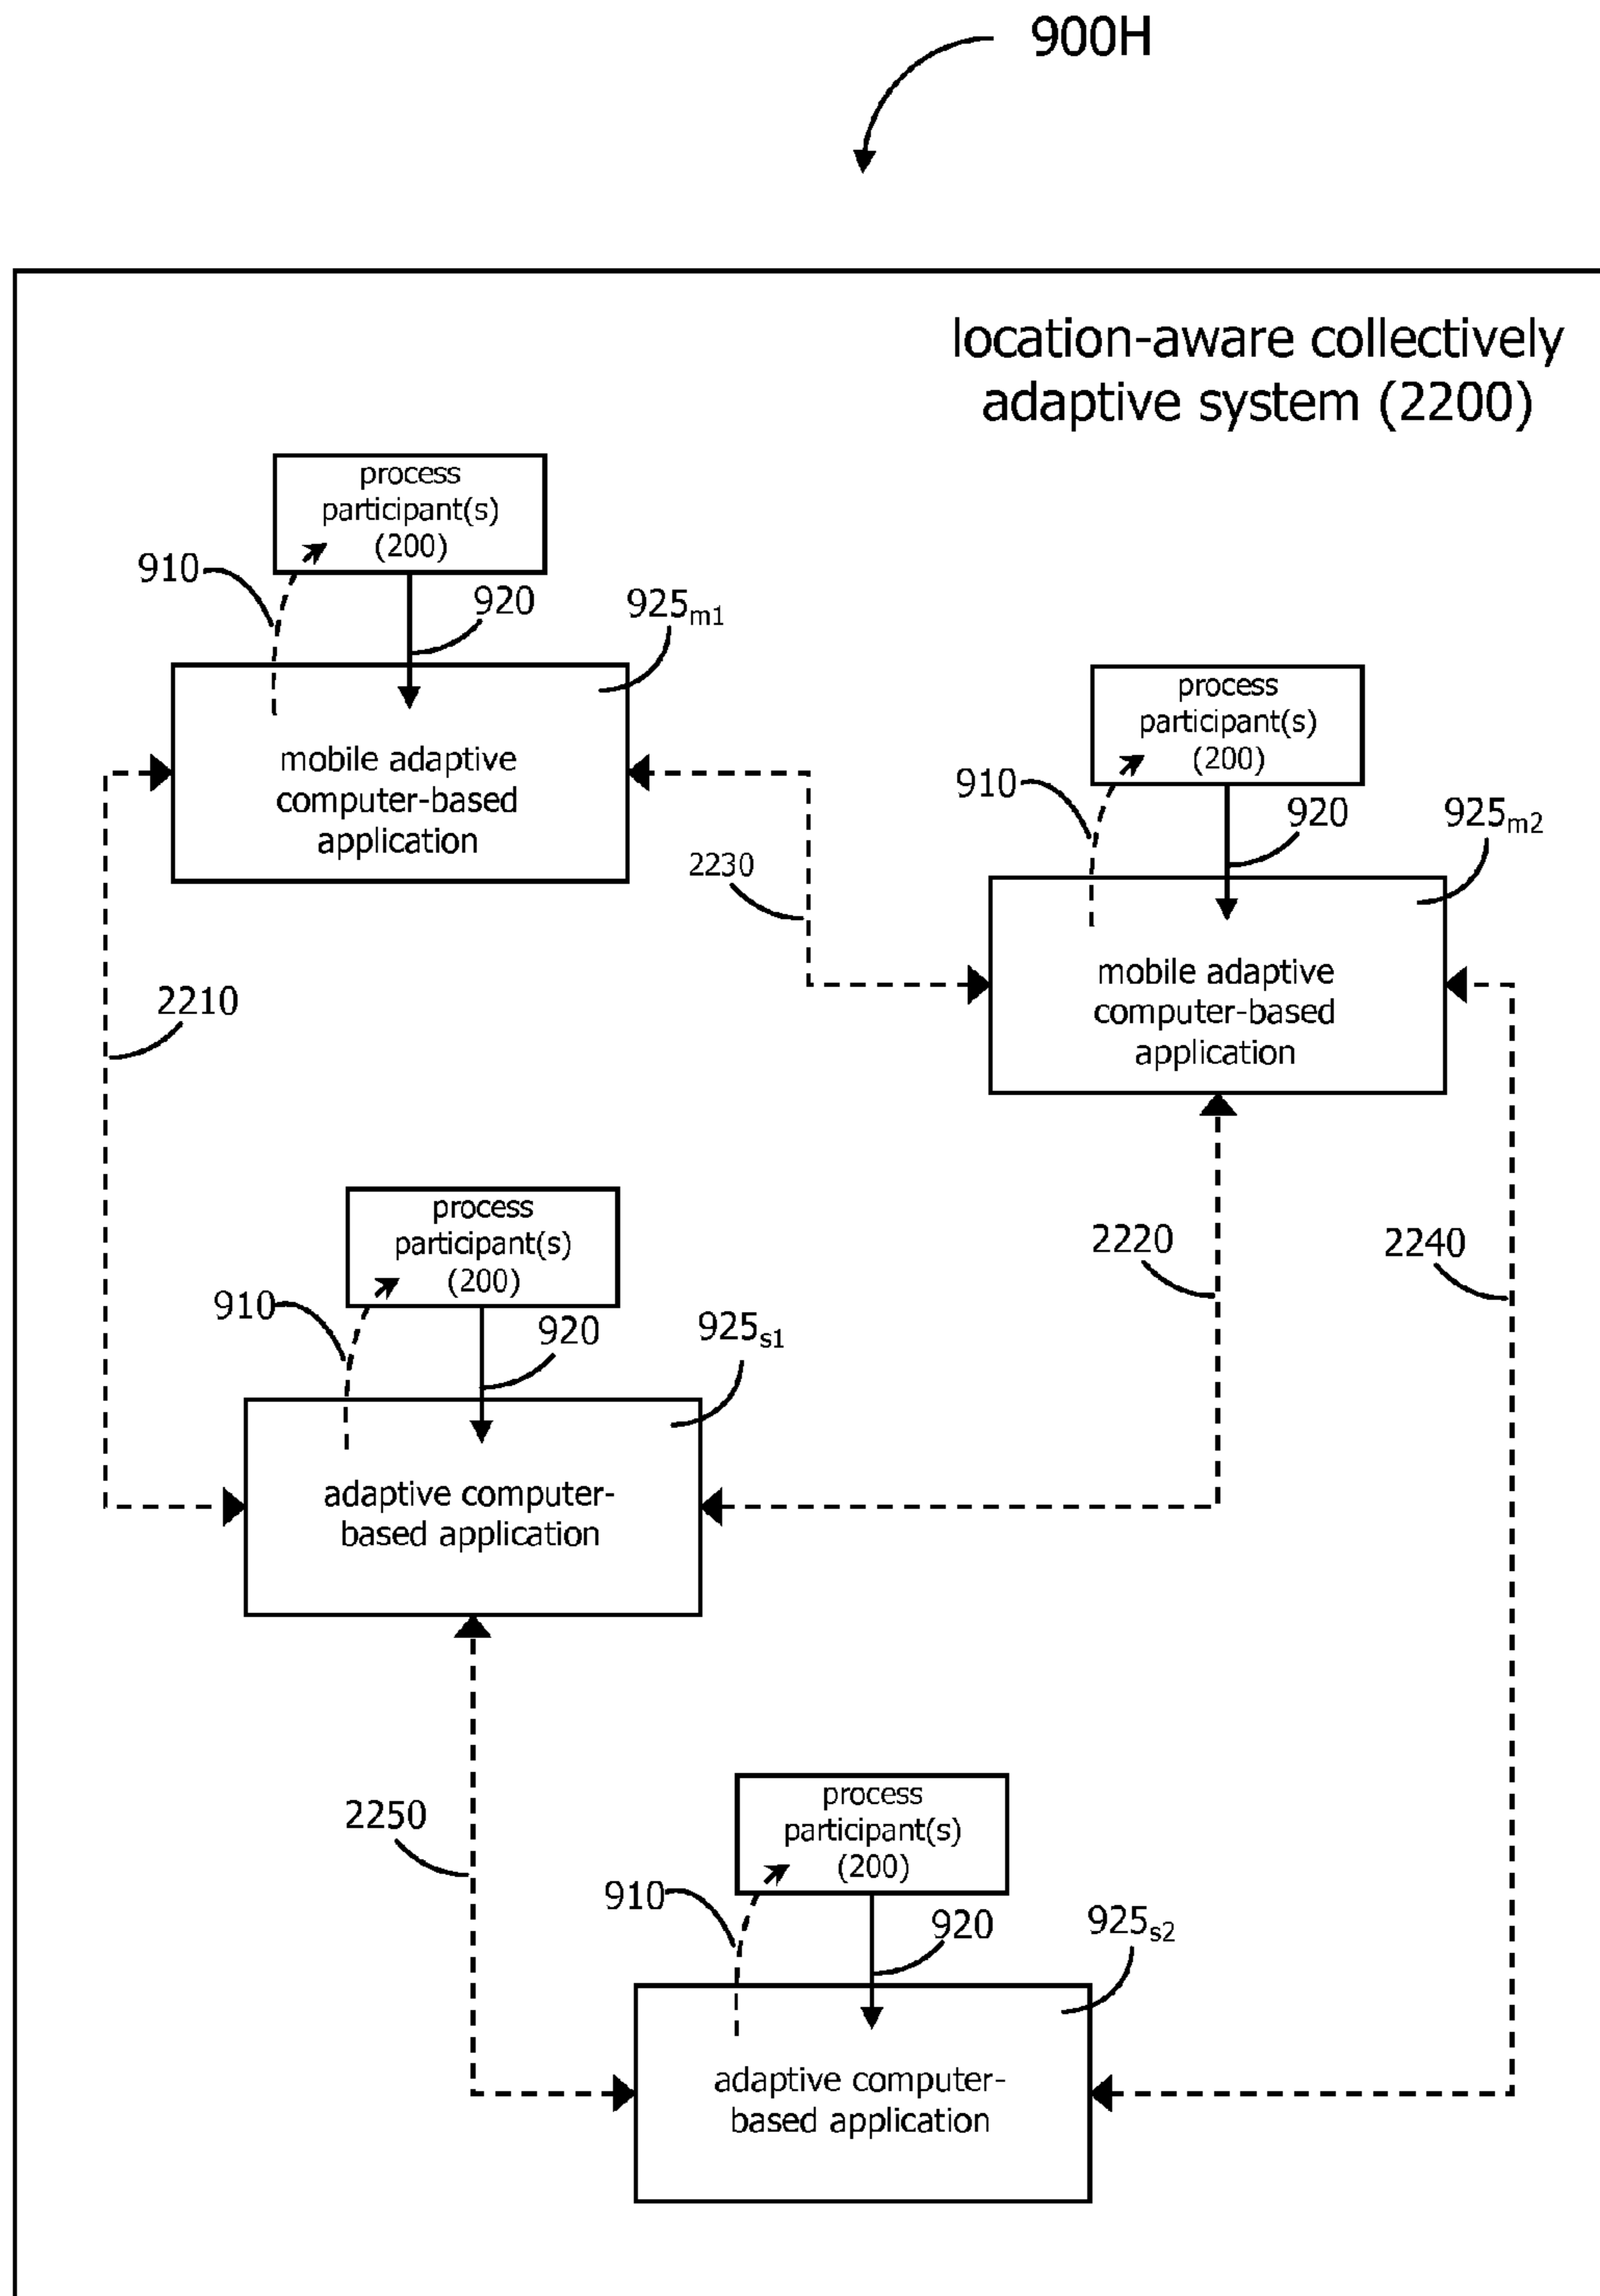 900H
location-aware collectively
adaptive system (2200)
process
participant(s)
(200)
910
920
925m1
mobile adaptive
computer-based
application
process
participant(s)
(200)
910
920
925m2
mobile adaptive
computer-based
application
2230
2210
process
participant(s)
(200)
910
920
925s1
adaptive computer-
based application
2220
2240
2250
process
participant(s)
(200)
910
920
925s2
adaptive computer-
based application